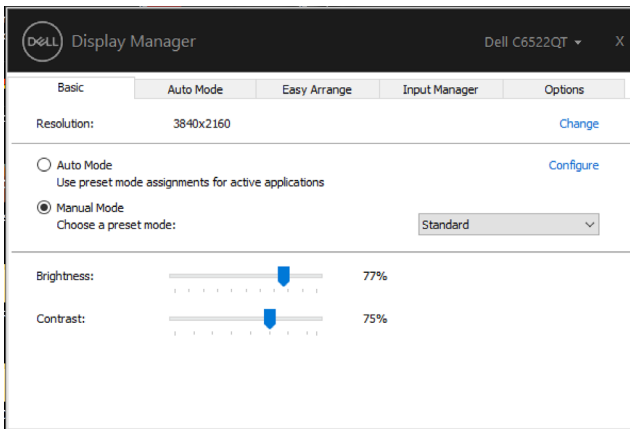 DELL Display Manager Dell C6522QT X
Basic Auto Mode Easy Arrange Input Manager Options
Resolution: 3840x2160 Change
Auto Mode Configure
Use preset mode assignments for active applications
Manual Mode
Choose a preset mode: Standard
Brightness: 77%
Contrast: 75%